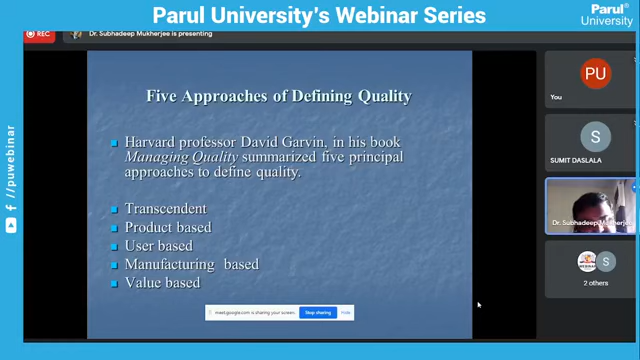 Parul University's Webinar Series
Parul®
University
REC
Dr. Subhadeep Mukherjee is presenting
Five Approaches of Defining Quality
Harvard professor David Garvin, in his book
Managing Quality summarized five principal
approaches to define quality.
Transcendent
Product based
User based
Manufacturing based
Value based
meet.google.com is sharing your screen.
Stop sharing
Hide
/puwebinar
PU
You
S
SUMIT DASLALA
Dr. Subhadeep Mukherjee
S
2 others